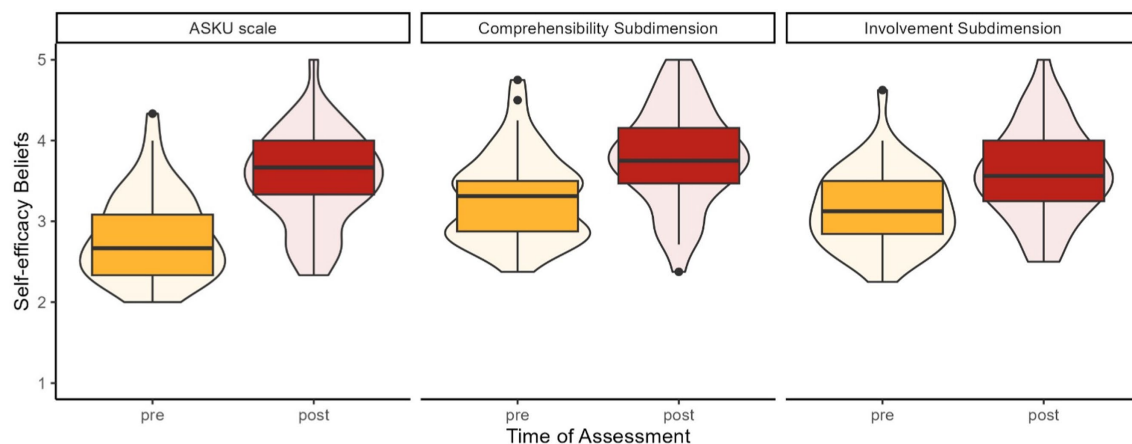 ASKU scale
Comprehensibility Subdimension
Involvement Subdimension
Self-efficacy Beliefs
5
4
3
2
1
pre
post
pre
post
pre
post
Time of Assessment